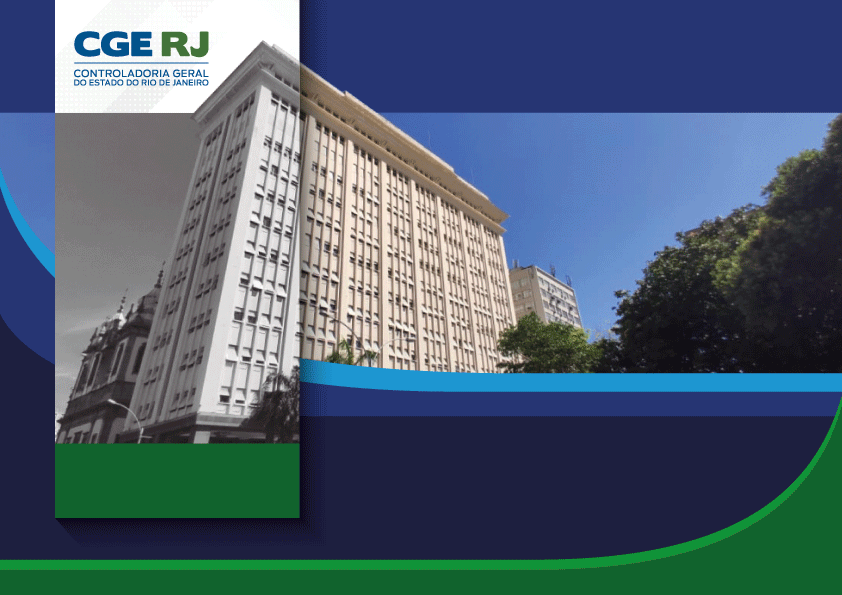 CGE RJ
CONTROLADORIA GERAL
DO ESTADO DO RIO DE JANEIRO